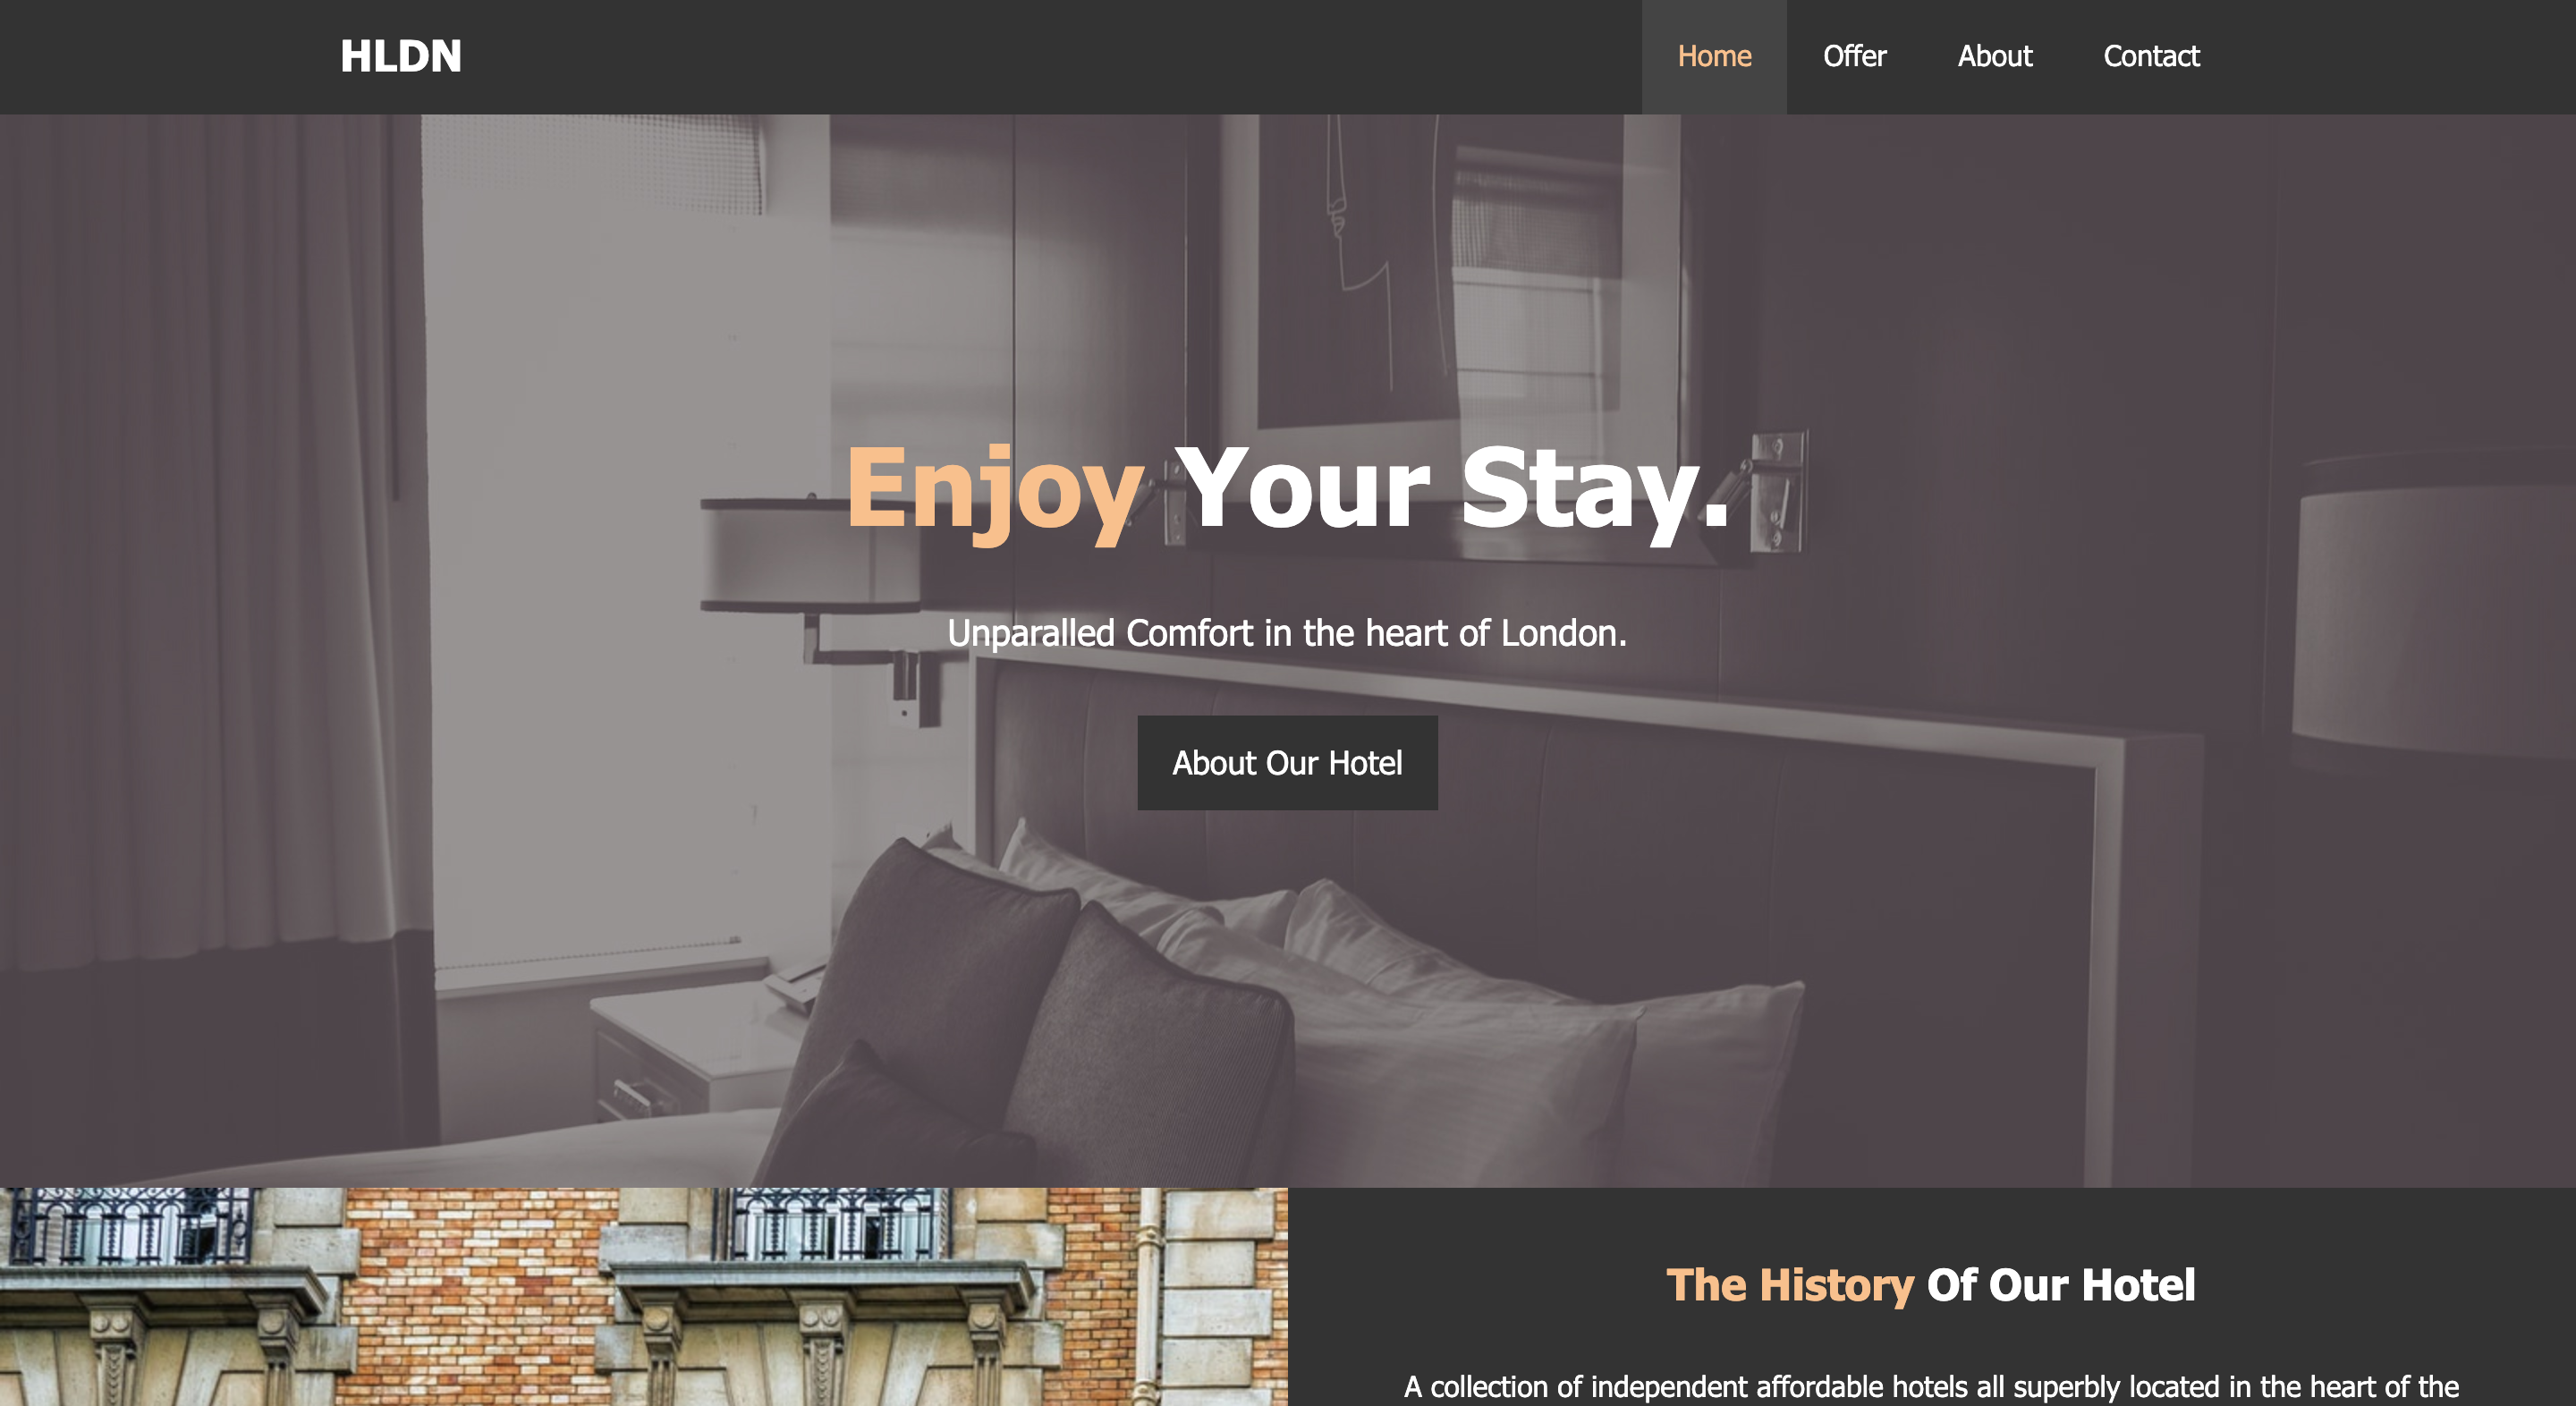 HLDN
Home Offer About Contact
Enjoy Your Stay.
Unparalled Comfort in the heart of London.
About Our Hotel
The History Of Our Hotel
A collection of independent affordable hotels all superbly located in the heart of the